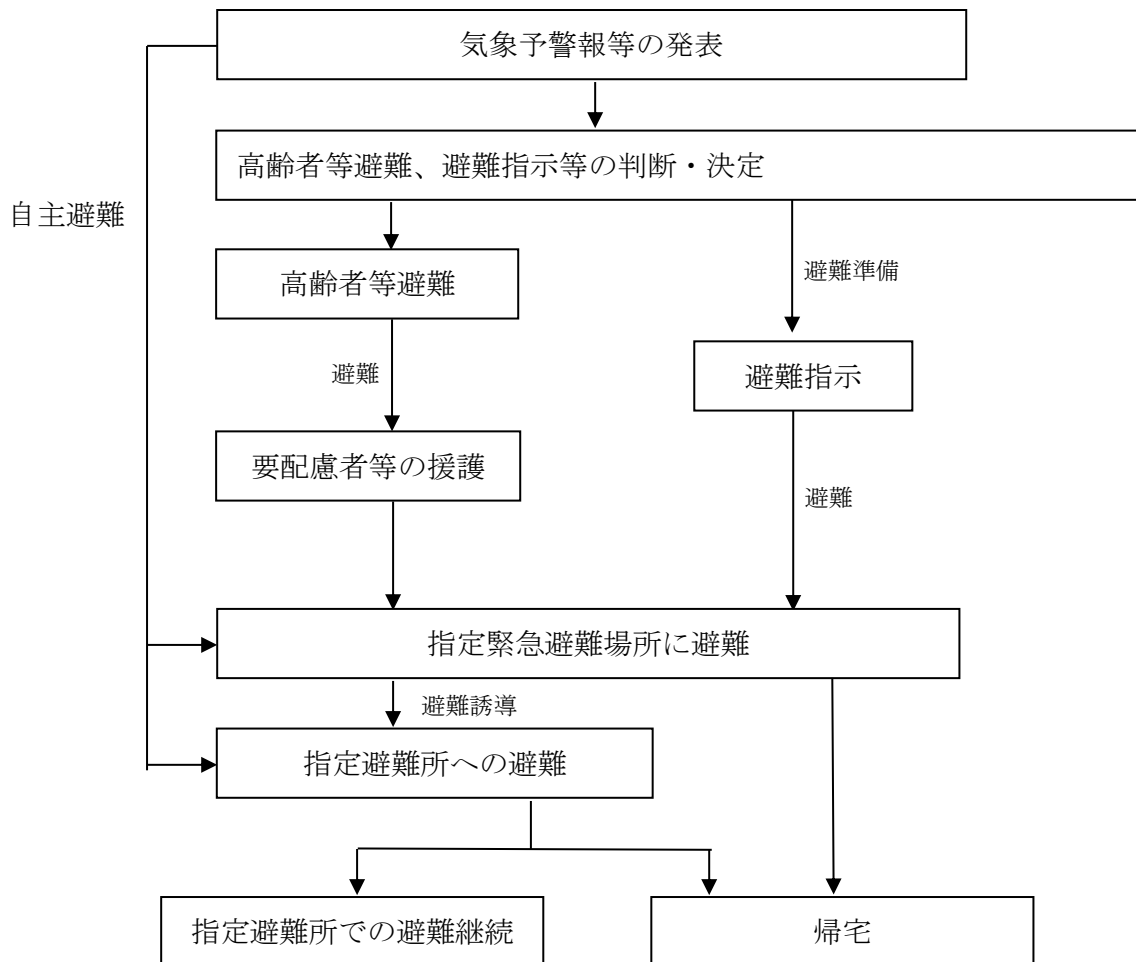 気象予警報等の発表
高齢者等避難、避難指示等の判断・決定
自主避難
高齢者等避難
避難準備
避難
避難指示
要配慮者等の援護
避難
指定緊急避難場所に避難
避難誘導
指定避難所への避難
指定避難所での避難継続
帰宅